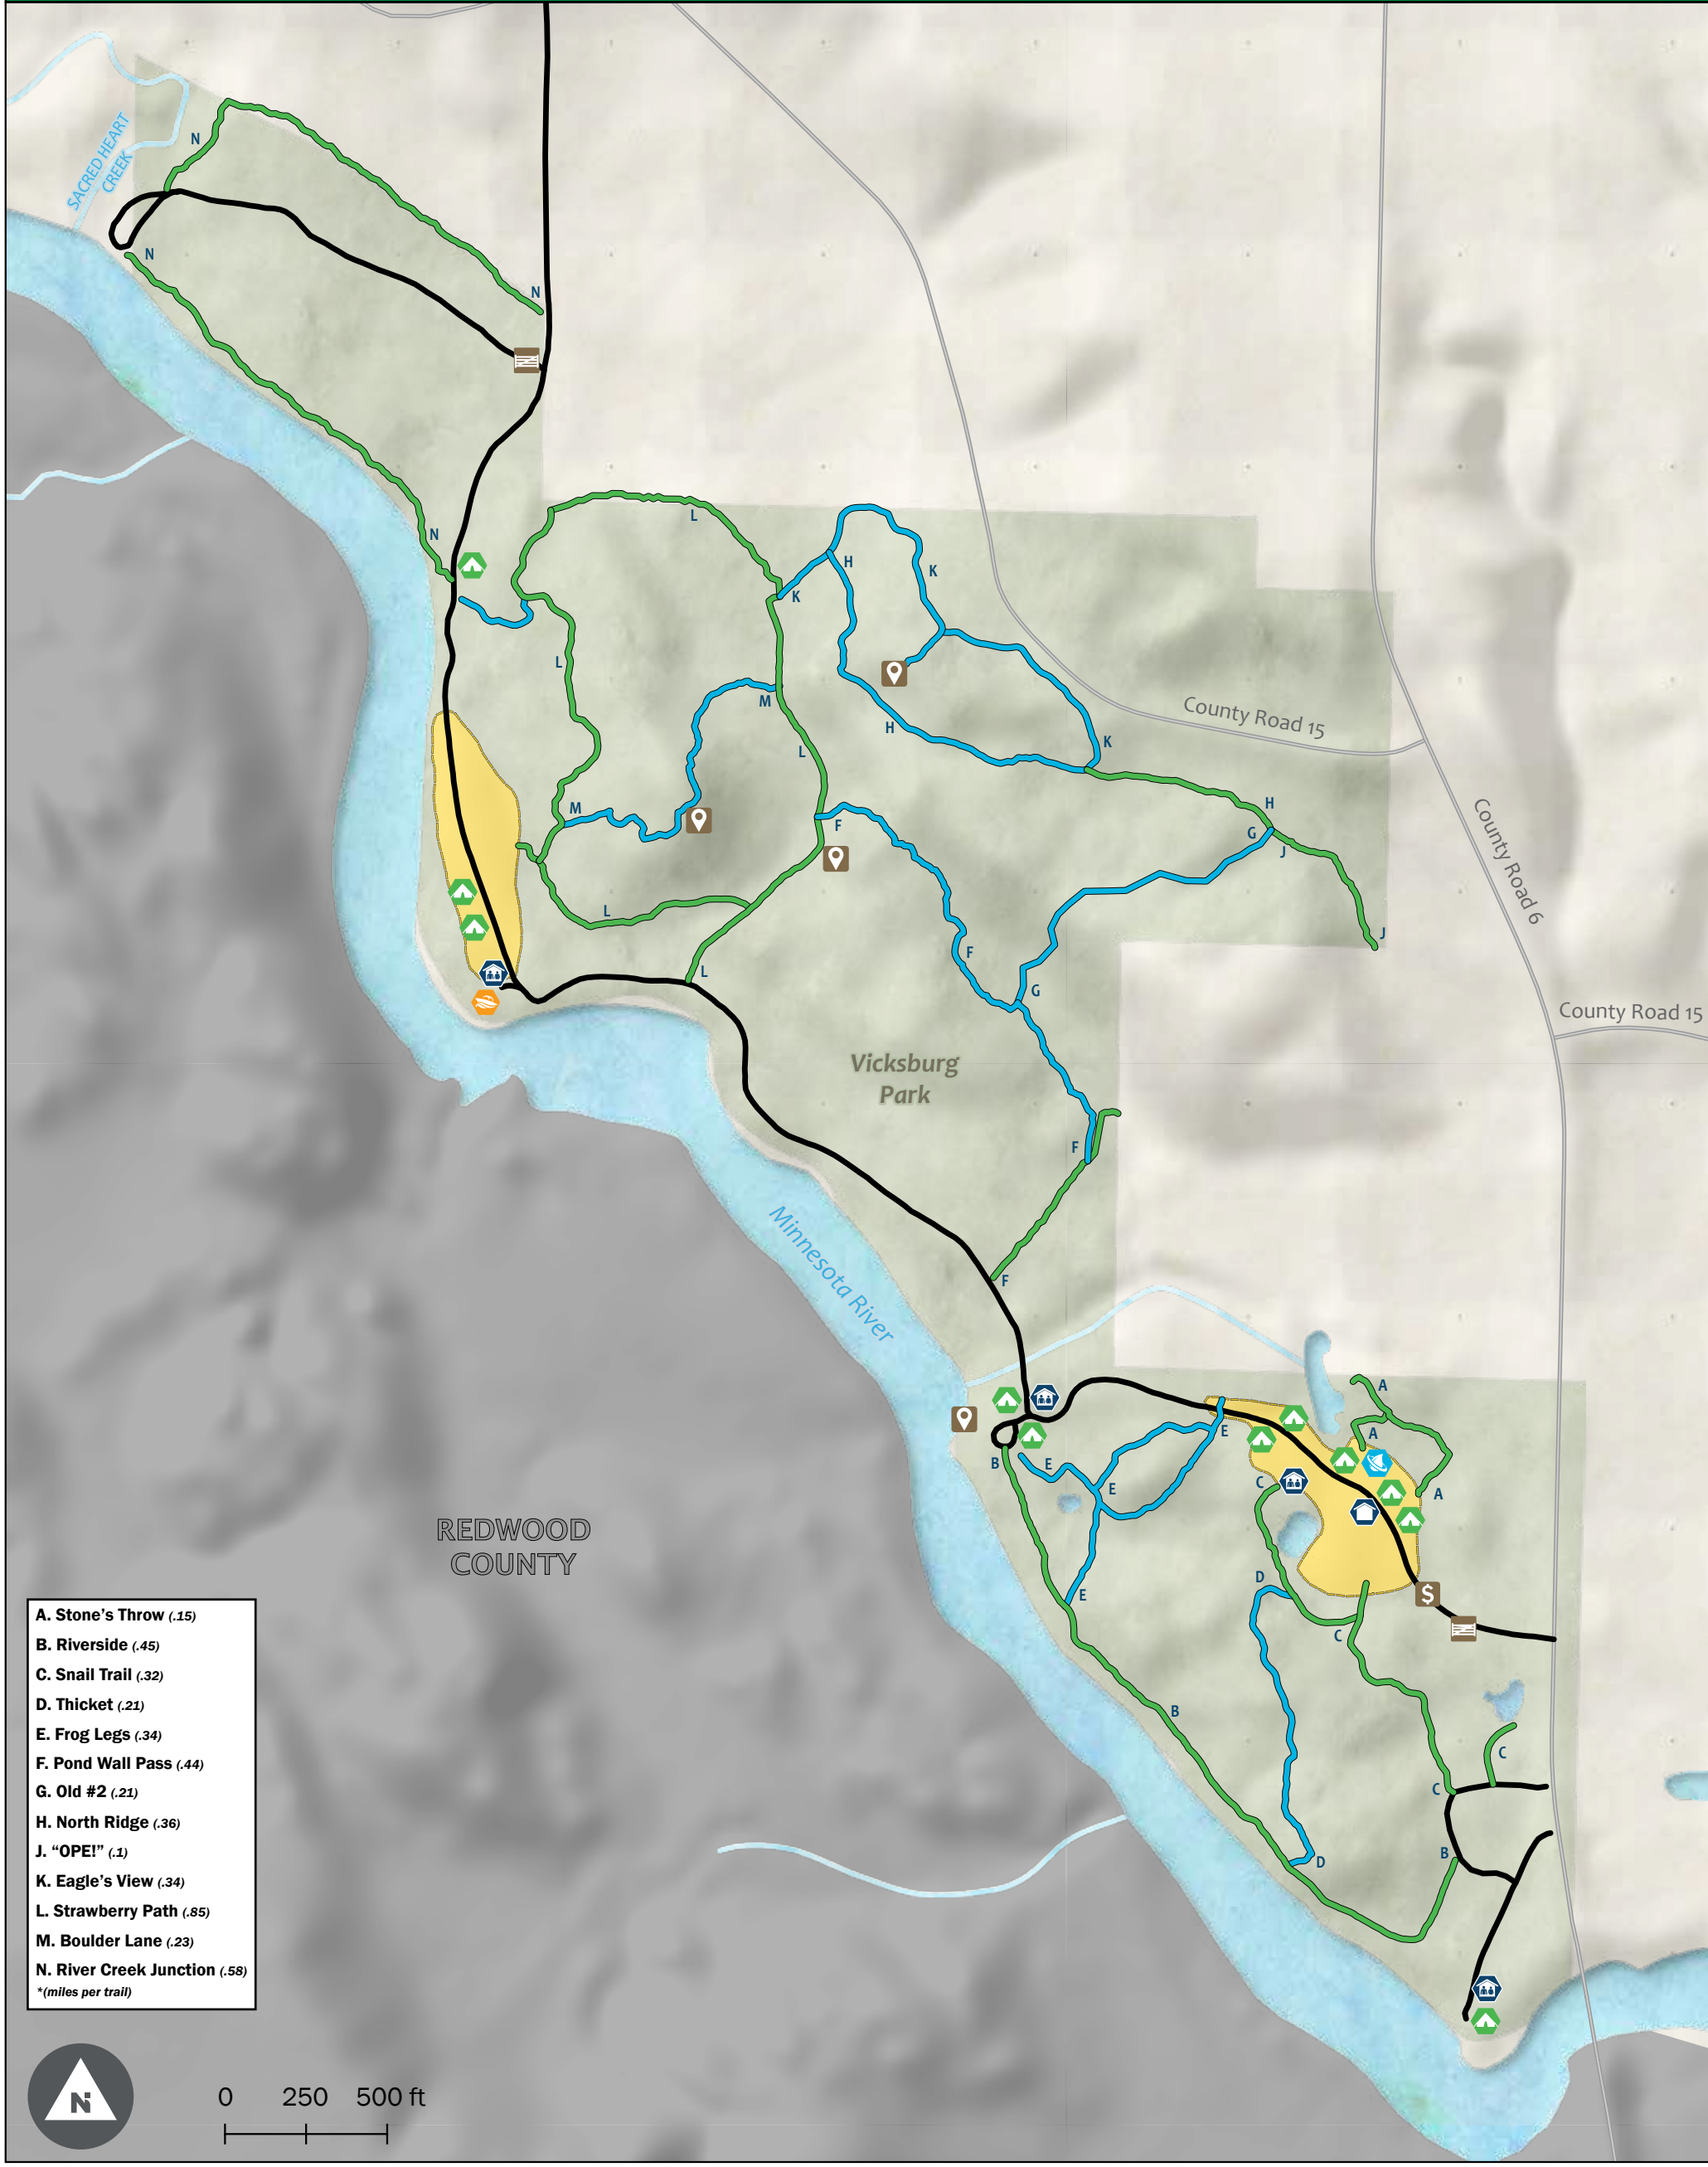 SACRED HEART
CREEK
N
N
N
N
L
K
H
K
L
M
L
H
K
M
F
H
G
J
L
F
J
L
G
County Road 15
County Road 6
County Road 15
Vicksburg
Park
F
F
Minnesota River
A
E
A
B
E
E
C
A
E
D
C
B
C
C
B
D
$
REDWOOD
COUNTY
A. Stone's Throw (.15)
B. Riverside (.45)
C. Snail Trail (.32)
D. Thicket (.21)
E. Frog Legs (.34)
F. Pond Wall Pass (.44)
G. Old #2 (.21)
H. North Ridge (.36)
J. “OPE!” (.1)
K. Eagle's View (.34)
L. Strawberry Path (.85)
M. Boulder Lane (.23)
N. River Creek Junction (.58)
*(miles per trail)
N
0 250 500 ft